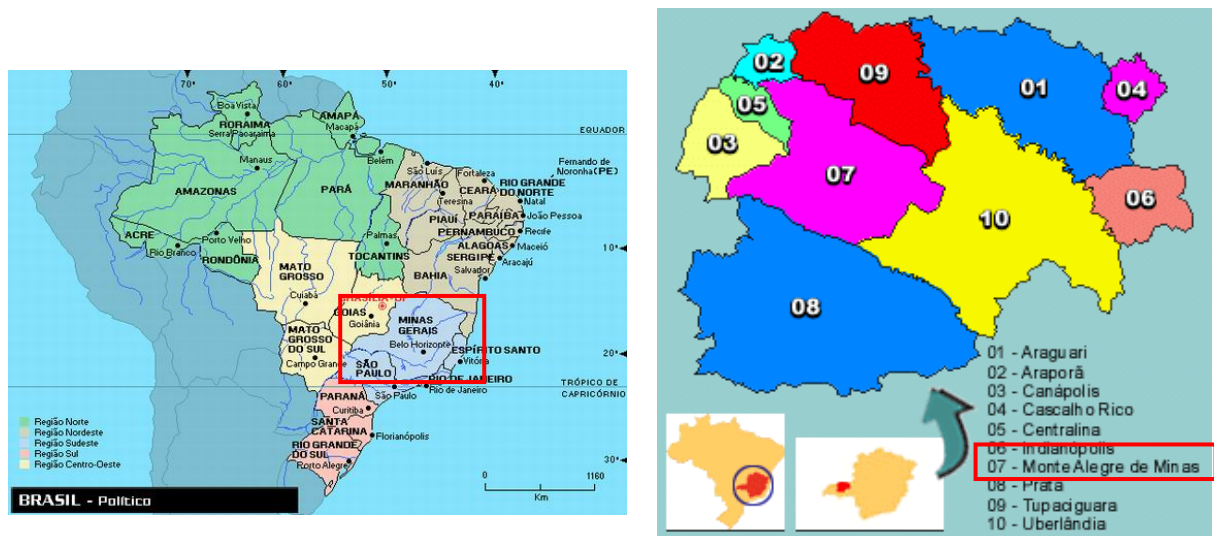 70°
60°
50°
40°
Boa Vista
RORAIMA
Serra Pacaraima
AMAPÁ
Macapá
EQUADOR
Manaus
Belém
São Luís
Fortaleza
Fernando de
Noronha (PE)
AMAZONAS
PARÁ
MARANHÃO
Teresina
CEARÁ
RIO GRANDE
DO NORTE
Natal
PIAUÍ
PARAÍBA
João Pessoa
PERNAMBUCO
Recife
ACRE
Rio Branco
Porto Velho
RONDÔNIA
Palmas
TOCANTINS
ALAGOAS
Maceió
SERGIPE
Aracajú
10°
MATO
GROSSO
BAHIA
Salvador
Cuiabá
BRASÍLIA-DF
GOIÁS
Goiânia
MINAS
GERAIS
Belo Horizonte
MATO
GROSSO
DO SUL
Campo Grande
ESPÍRITO SANTO
Vitória
20°
SÃO
PAULO
São Paulo
RIO DE JANEIRO
Rio de Janeiro
TRÓPICO DE
CAPRICÓRNIO
PARANÁ
Curitiba
SANTA
CATARINA
Florianópolis
RIO GRANDE
DO SUL
Porto Alegre
30°
Região Norte
Região Nordeste
Região Sudeste
Região Sul
Região Centro-Oeste
0
1160
Km
BRASIL - Político
02
09
01
04
05
03
07
06
10
08
01 - Araguari
02 - Araporã
03 - Canápolis
04 - Cascalho Rico
05 - Centralina
06 - Indianópolis
07 - Monte Alegre de Minas
08 - Prata
09 - Tupaciguara
10 - Uberlândia